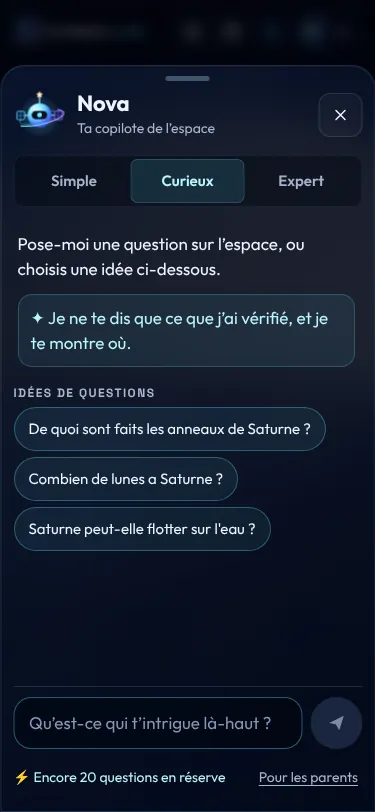 Nova
Ta copilote de l'espace
Simple
Curieux
Expert
Pose-moi une question sur l'espace, ou
choisis une idée ci-dessous.
✦ Je ne te dis que ce que j'ai vérifié, et je
te montre où.
IDÉES DE QUESTIONS
De quoi sont faits les anneaux de Saturne ?
Combien de lunes a Saturne ?
Saturne peut-elle flotter sur l'eau ?
Qu'est-ce qui t'intrigue là-haut ?
⚡ Encore 20 questions en réserve
Pour les parents